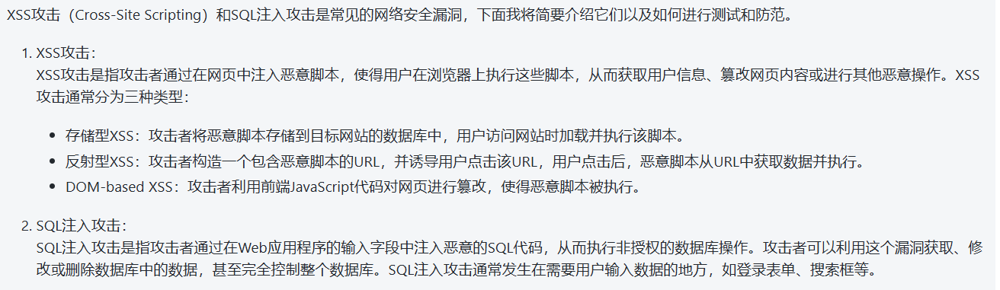 XSS攻击（Cross-Site Scripting）和SQL注入攻击是常见的网络安全漏洞，下面我将简要介绍它们以及如何进行测试和防范。
1. XSS攻击：
XSS攻击是指攻击者通过在网页中注入恶意脚本，使得用户在浏览器上执行这些脚本，从而获取用户信息、篡改网页内容或进行其他恶意操作。XSS
攻击通常分为三种类型：
• 存储型XSS：攻击者将恶意脚本存储到目标网站的数据库中，用户访问网站时加载并执行该脚本。
• 反射型XSS：攻击者构造一个包含恶意脚本的URL，并诱导用户点击该URL，用户点击后，恶意脚本从URL中获取数据并执行。
• DOM-based XSS：攻击者利用前端JavaScript代码对网页进行篡改，使得恶意脚本被执行。
2. SQL注入攻击：
SQL注入攻击是指攻击者通过在Web应用程序的输入字段中注入恶意的SQL代码，从而执行非授权的数据库操作。攻击者可以利用这个漏洞获取、修
改或删除数据库中的数据，甚至完全控制整个数据库。SQL注入攻击通常发生在需要用户输入数据的地方，如登录表单、搜索框等。